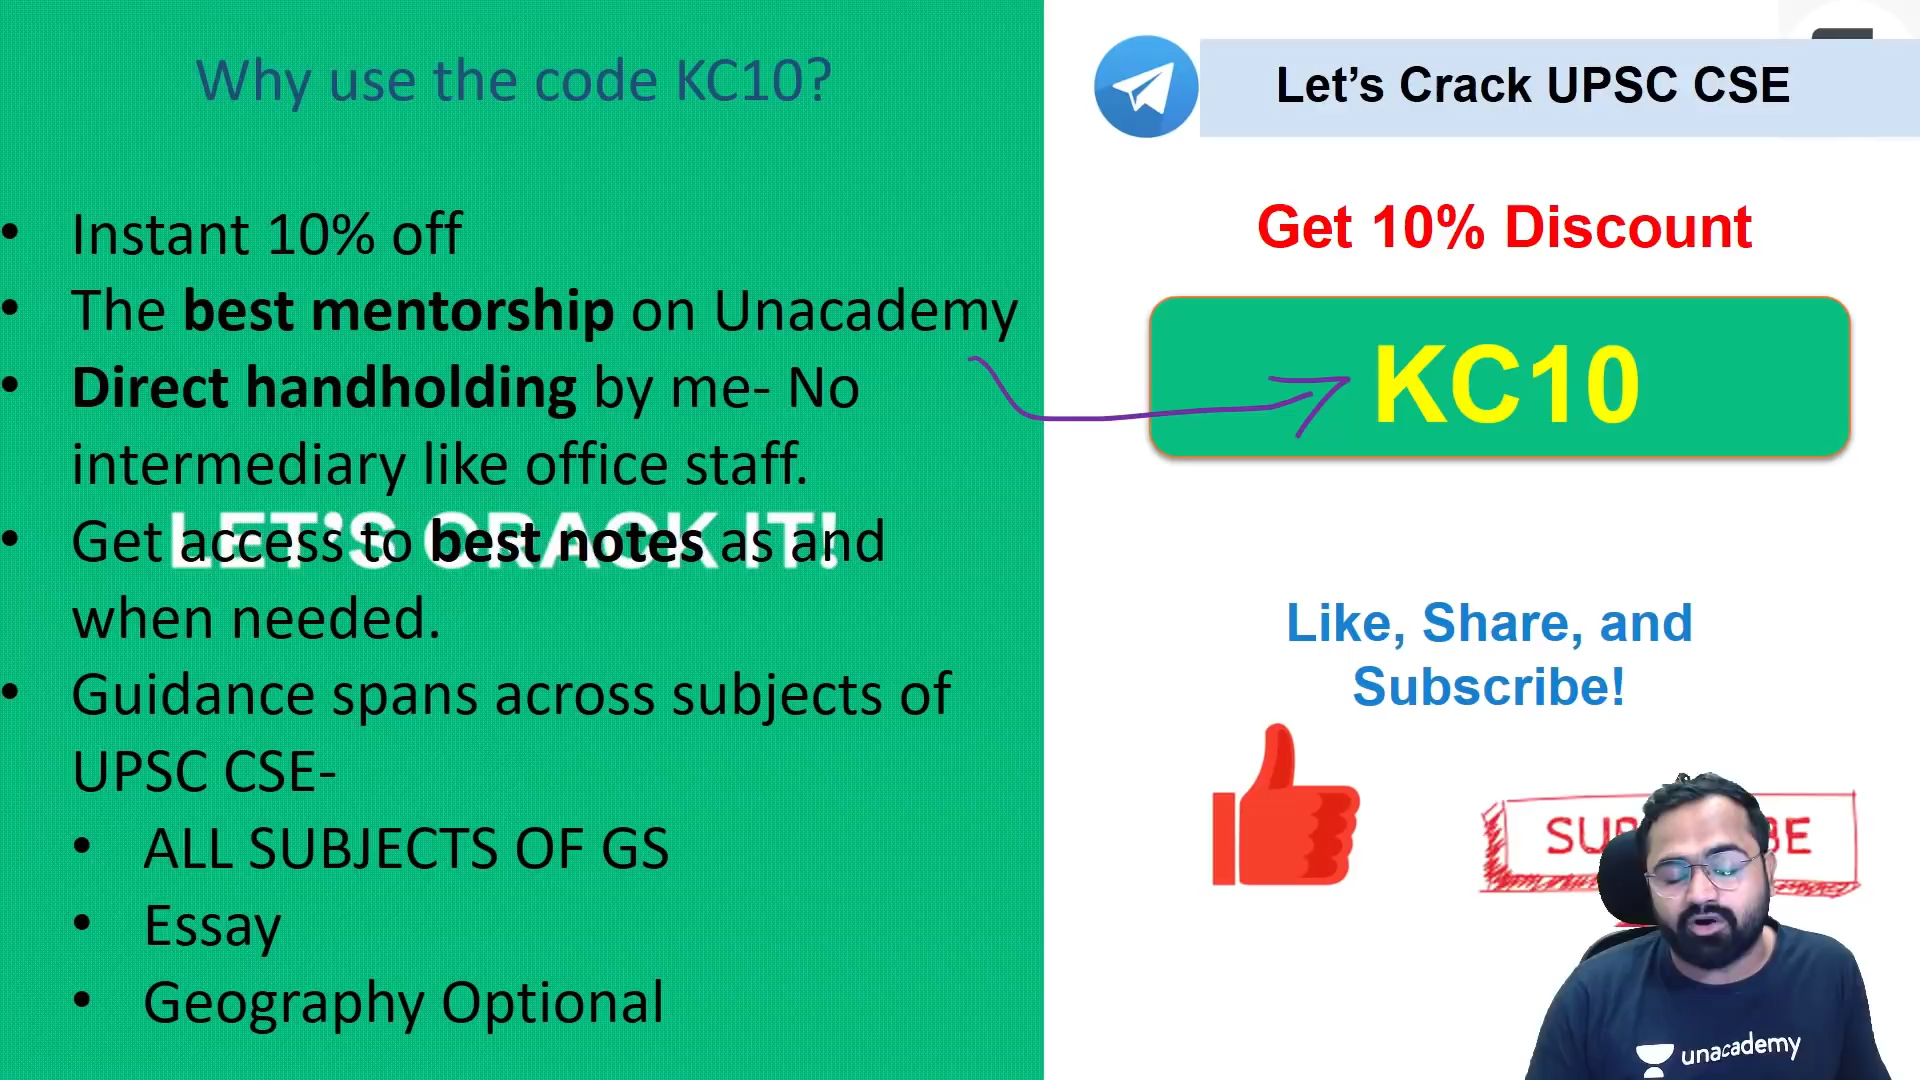 Why use the code KC10?
• Instant 10% off
• The best mentorship on Unacademy
• Direct handholding by me- No
intermediary like office staff.
LET'S CRACK IT!
• Get access to best notes as and
when needed.
• Guidance spans across subjects of
UPSC CSE-
• ALL SUBJECTS OF GS
• Essay
• Geography Optional
Let’s Crack UPSC CSE
Get 10% Discount
KC10
Like, Share, and
Subscribe!
unacademy